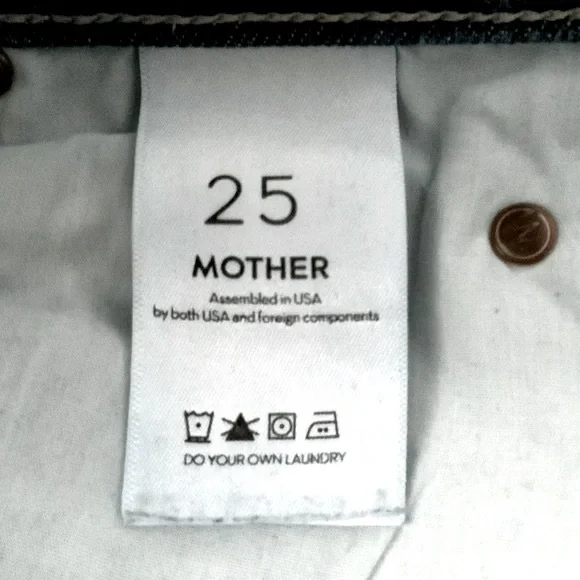 25
MOTHER
Assembled in USA
by both USA and foreign components
DO YOUR OWN LAUNDRY